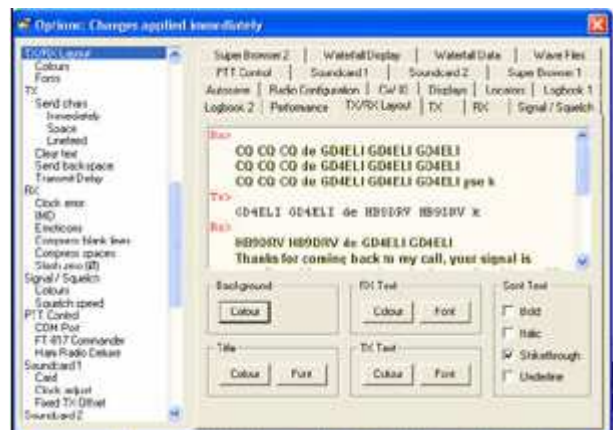 Options: Changes applied immediately
TX/RX Layout
Colours
Fonts
TX
Send chars
Immediately
Space
Linefeed
Clear text
Send backspace
Transmit Delay
RX
Clock error
IMD
Emoticons
Compress blank lines
Compress spaces
Slash zero (Ø)
Signal / Squelch
Colours
Squelch speed
PTT Control
COM Port
FT-817 Commander
Ham Radio Deluxe
Soundcard 1
Card
Clock adjust
Fixed TX Offset
Soundcard 2
Super Browser 2 | Waterfall Display | Waterfall Data | Wave Files
PTT Control | Soundcard 1 | Soundcard 2 | Super Browser 1
Autosave | Radio Configuration | CW ID | Displays | Locators | Logbook 1
Logbook 2 | Performance | TX/RX Layout | TX | RX | Signal / Squelch
Rx>
CQ CQ CQ de GD4ELI GD4ELI
CQ CQ CQ de GD4ELI GD4ELI GD4ELI
CQ CQ CQ de GD4ELI GD4ELI GD4ELI pse k
Tx>
GD4ELI GD4ELI de HB9DRV HB9DRV k
Rx>
HB9DRV HB9DRV de GD4ELI GD4ELI
Thanks for coming back to my call, your signal is
Background
Colour
RX Text
Colour
Font
Sent Text
Bold
Italic
Strikethrough
Underline
Title
Colour
Font
TX Text
Colour
Font